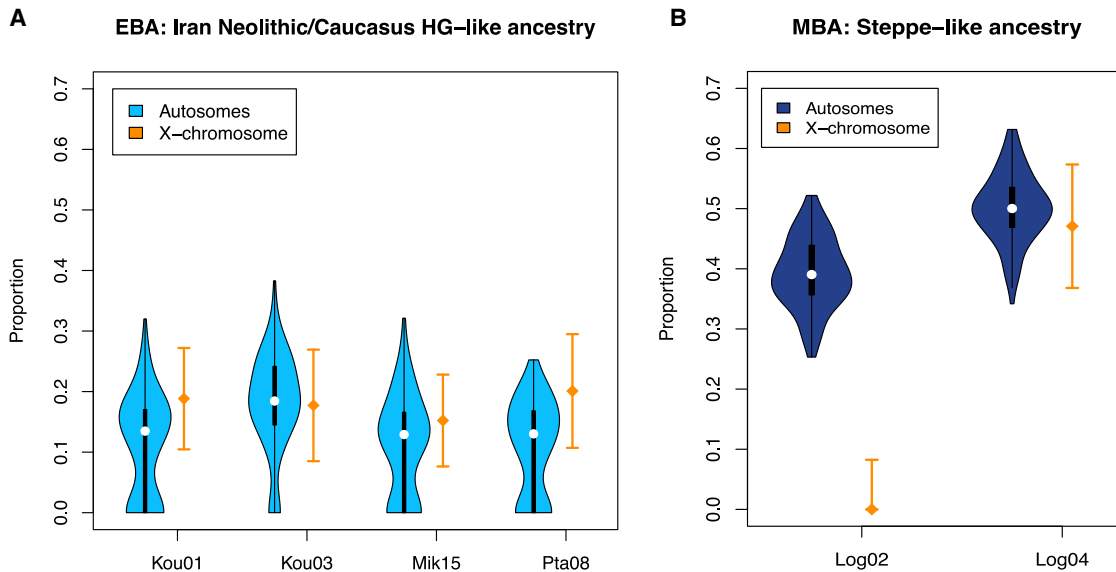 A
EBA: Iran Neolithic/Caucasus HG–like ancestry
Autosomes
X–chromosome
Proportion
0.7
0.6
0.5
0.4
0.3
0.2
0.1
0.0
Kou01 Kou03 Mik15 Pta08
B
MBA: Steppe–like ancestry
Autosomes
X–chromosome
Proportion
0.7
0.6
0.5
0.4
0.3
0.2
0.1
0.0
Log02 Log04